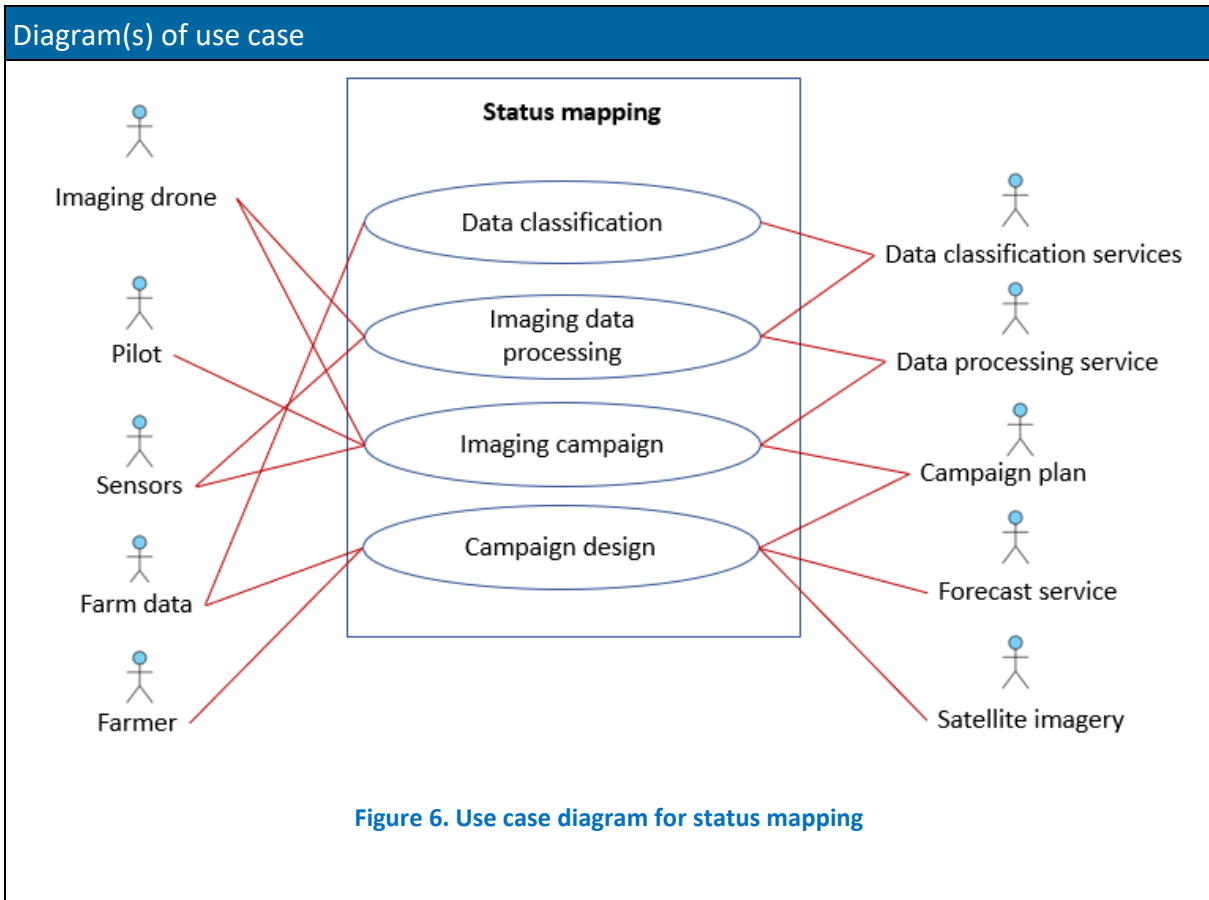 Diagram(s) of use case
Status mapping
Imaging drone
Pilot
Sensors
Farm data
Farmer
Data classification
Imaging data
processing
Imaging campaign
Campaign design
Data classification services
Data processing service
Campaign plan
Forecast service
Satellite imagery
Figure 6. Use case diagram for status mapping